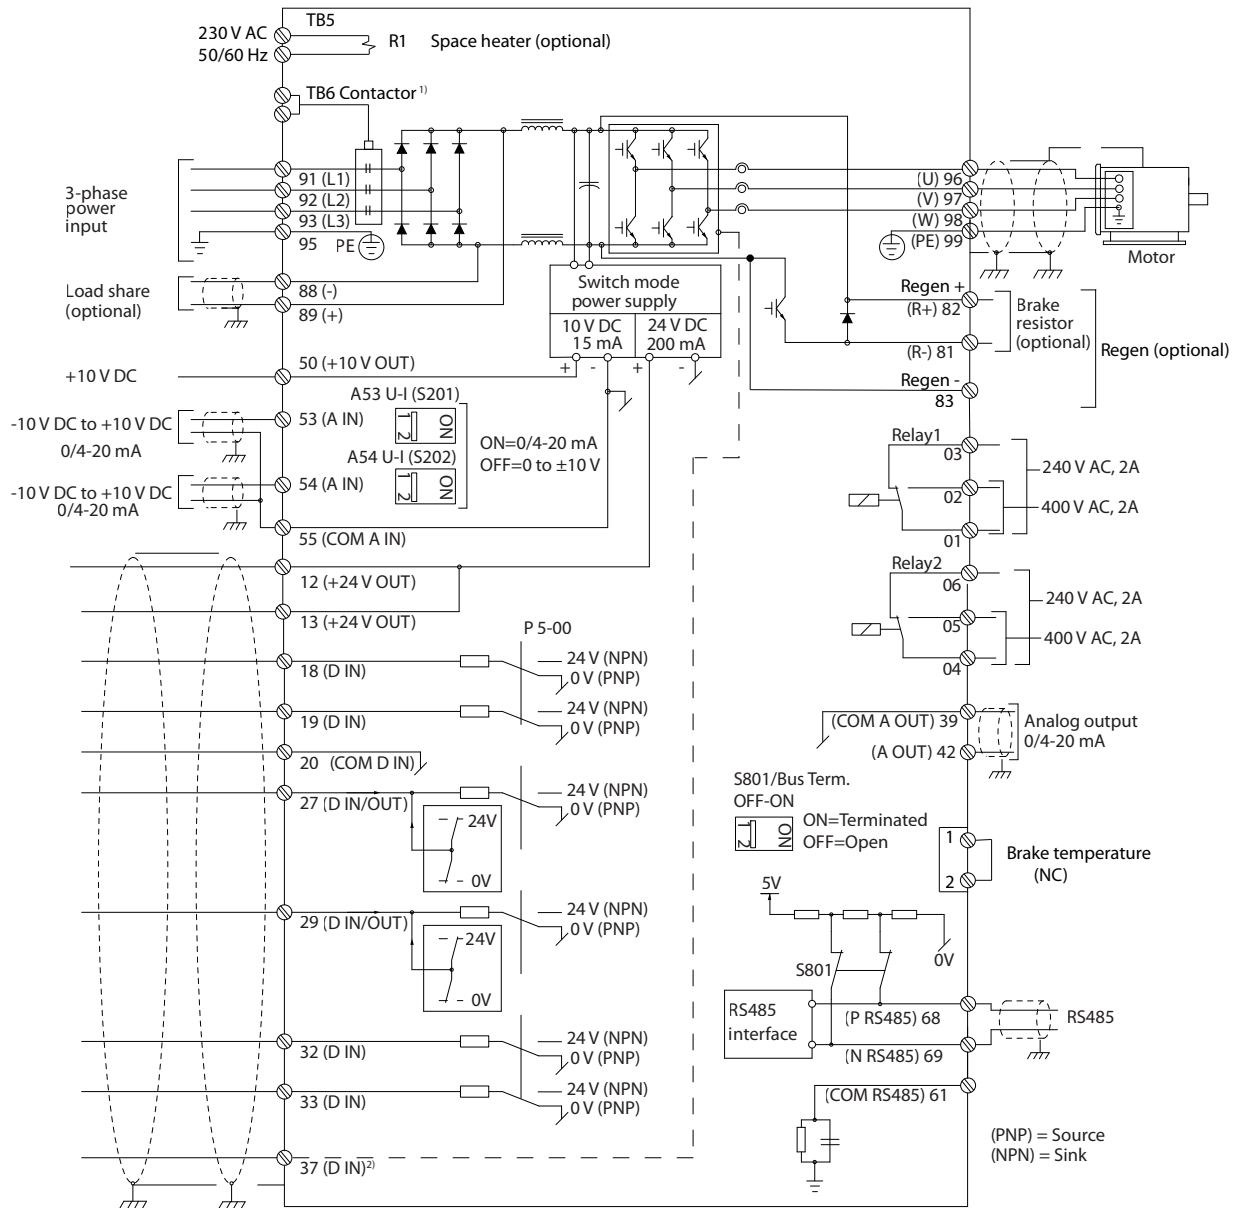 TB5
230 V AC
50/60 Hz
R1
Space heater (optional)
TB6 Contactor 1)
3-phase
power
input
91 (L1)
92 (L2)
93 (L3)
95
PE
(U) 96
(V) 97
(W) 98
(PE) 99
Motor
Load share
(optional)
88 (-)
89 (+)
Switch mode
power supply
10 V DC
15 mA
24 V DC
200 mA
+
-
+
-
Regen +
(R+) 82
Brake
resistor
(optional)
(R-) 81
Regen (optional)
Regen -
83
+10 V DC
50 (+10 V OUT)
A53 U-I (S201)
1 2
ON
-10 V DC to +10 V DC
0/4-20 mA
53 (A IN)
ON=0/4-20 mA
OFF=0 to ±10 V
A54 U-I (S202)
1 2
ON
-10 V DC to +10 V DC
0/4-20 mA
54 (A IN)
55 (COM A IN)
Relay1
03
240 V AC, 2A
02
400 V AC, 2A
01
12 (+24 V OUT)
13 (+24 V OUT)
Relay2
06
240 V AC, 2A
05
400 V AC, 2A
04
P 5-00
18 (D IN)
24 V (NPN)
0 V (PNP)
19 (D IN)
24 V (NPN)
0 V (PNP)
20 (COM D IN)
27 (D IN/OUT)
24 V (NPN)
0 V (PNP)
24V
0V
29 (D IN/OUT)
24 V (NPN)
0 V (PNP)
24V
0V
32 (D IN)
24 V (NPN)
0 V (PNP)
33 (D IN)
24 V (NPN)
0 V (PNP)
37 (D IN) 2)
(COM A OUT) 39
Analog output
0/4-20 mA
(A OUT) 42
S801/Bus Term.
OFF-ON
1 2
ON
ON=Terminated
OFF=Open
1
2
Brake temperature
(NC)
5V
0V
S801
RS485
interface
(P RS485) 68
RS485
(N RS485) 69
(COM RS485) 61
(PNP) = Source
(NPN) = Sink